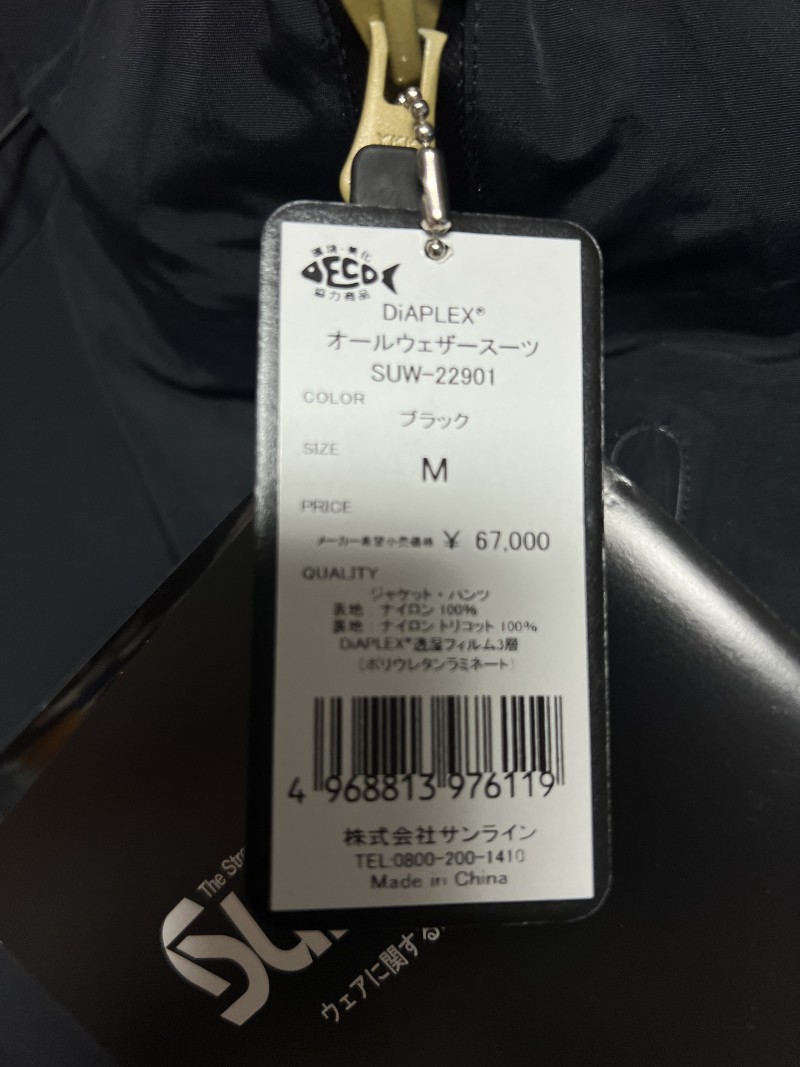 YKK
環境・美化
ECO
協力商品
DiAPLEX®
オールウェザースーツ
SUW-22901
COLOR
ブラック
SIZE
M
PRICE
メーカー希望小売価格 ¥ 67,000
QUALITY
ジャケット・パンツ
表地：ナイロン 100%
裏地：ナイロン トリコット 100%
DiAPLEX®透湿フィルム3層
（ポリウレタンラミネート）
4 968813 976119
株式会社サンライン
TEL:0800-200-1410
Made in China
The
ウェアに関する